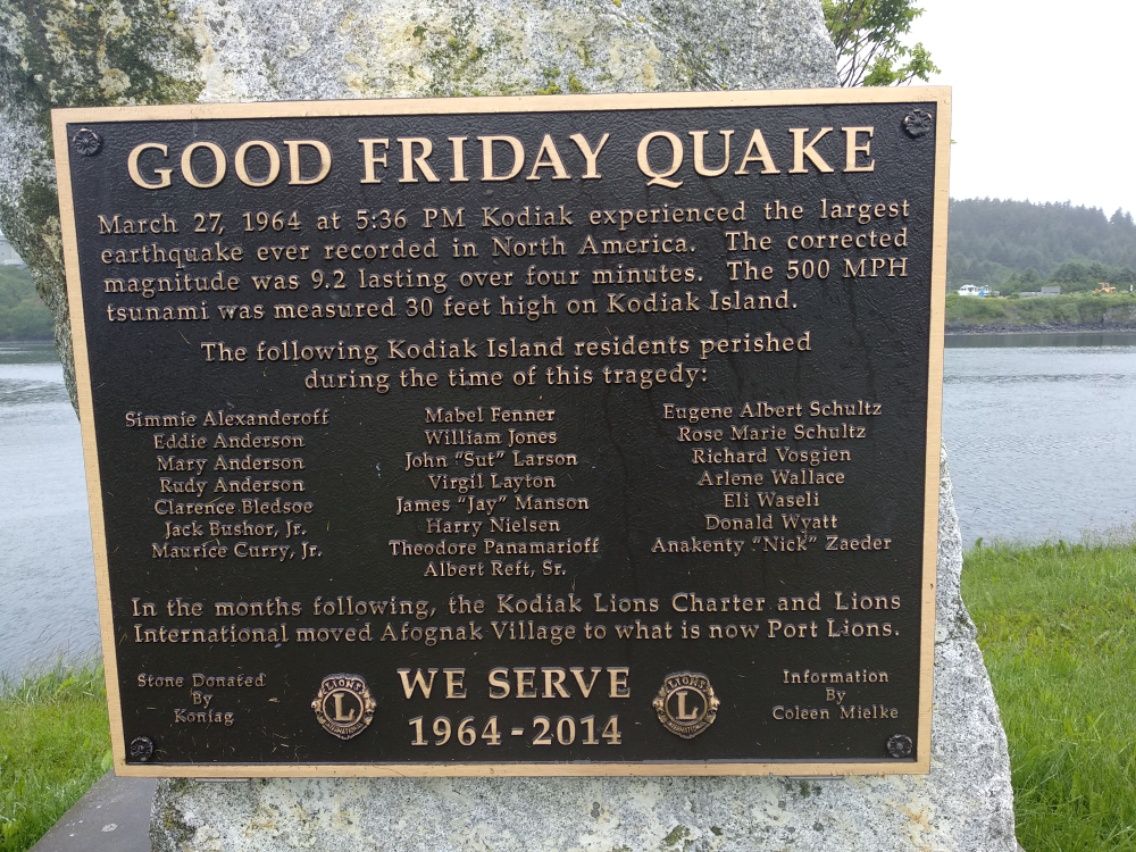 GOOD FRIDAY QUAKE
March 27, 1964 at 5:36 PM Kodiak experienced the largest
earthquake ever recorded in North America. The corrected
magnitude was 9.2 lasting over four minutes. The 500 MPH
tsunami was measured 30 feet high on Kodiak Island.
The following Kodiak Island residents perished
during the time of this tragedy:
Simmie Alexanderoff
Eddie Anderson
Mary Anderson
Rudy Anderson
Clarence Bledsoe
Jack Bushor, Jr.
Maurice Curry, Jr.
Mabel Fenner
William Jones
John "Sut" Larson
Virgil Layton
James "Jay" Manson
Harry Nielsen
Theodore Panamarioff
Albert Reft, Sr.
Eugene Albert Schultz
Rose Marie Schultz
Richard Vosgien
Arlene Wallace
Eli Waseli
Donald Wyatt
Anakenty "Nick" Zaeder
In the months following, the Kodiak Lions Charter and Lions
International moved Afognak Village to what is now Port Lions.
Stone Donated
By
Koniag
LIONS
L
INTERNATIONAL
WE SERVE
1964-2014
LIONS
L
INTERNATIONAL
Information
By
Coleen Mielke